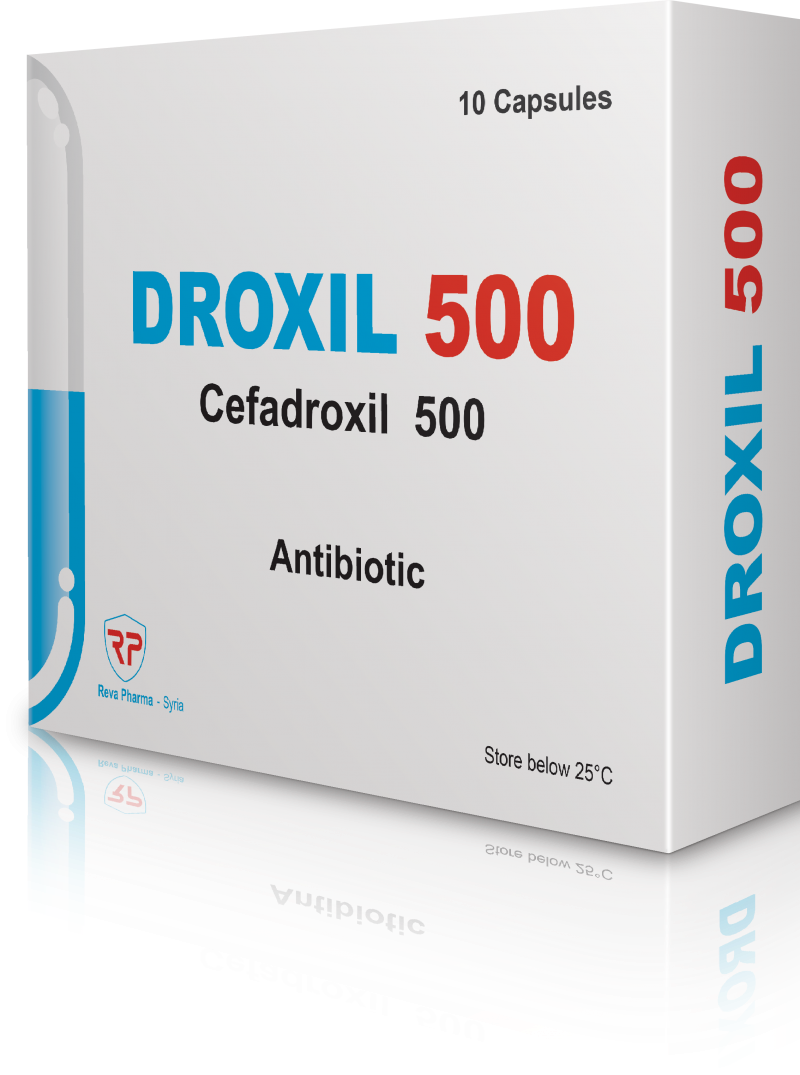 10 Capsules
DROXIL 500
Cefadroxil 500
Antibiotic
RP
Reva Pharma - Syria
Store below 25°C
DROXIL 500